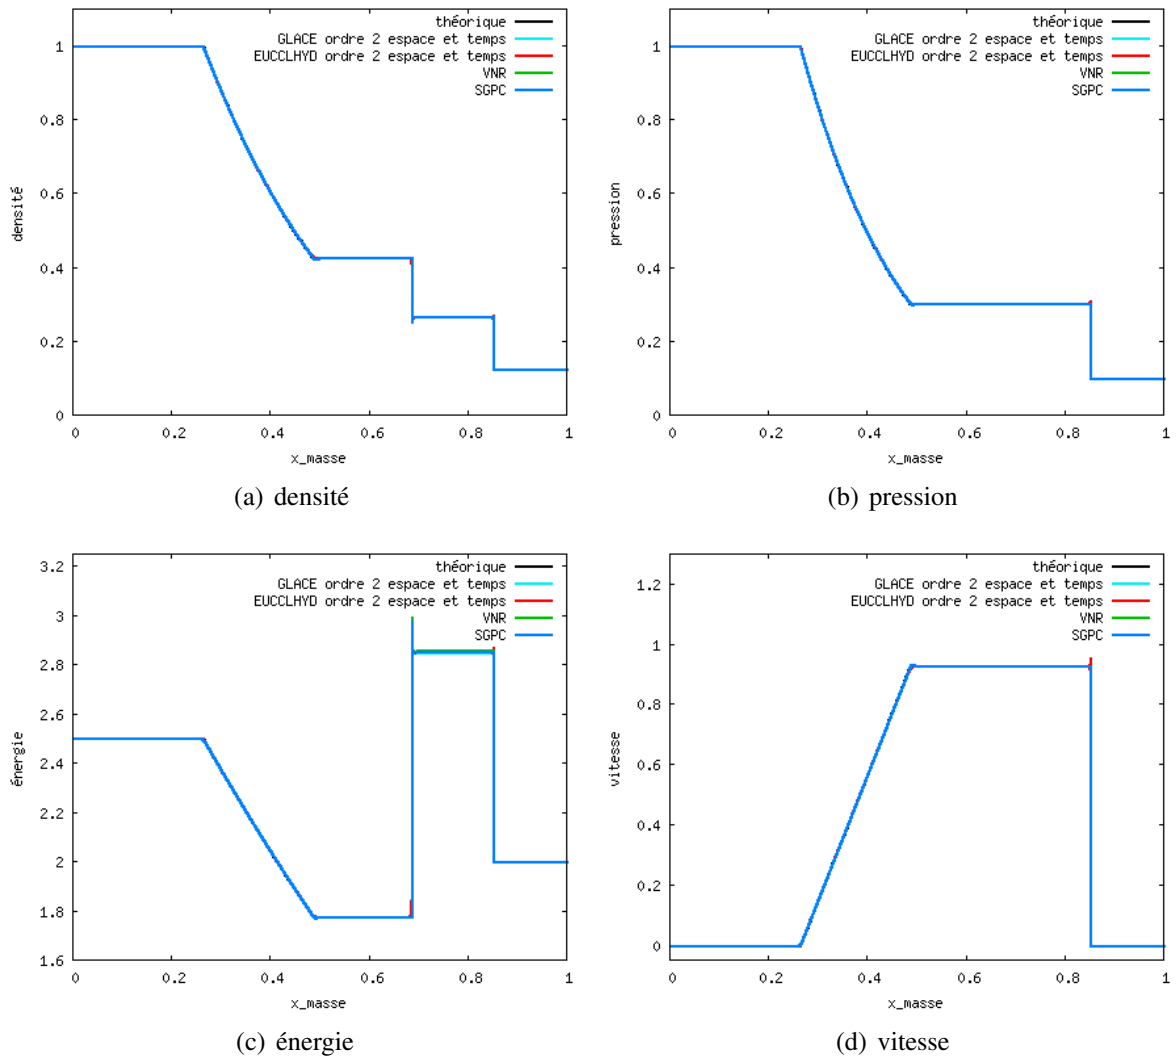 théorique
GLACE ordre 2 espace et temps
EUCCLHYD ordre 2 espace et temps
VNR
SGPC
1
0.8
0.6
0.4
0.2
0
densité
0 0.2 0.4 0.6 0.8 1
x_masse
(a) densité
théorique
GLACE ordre 2 espace et temps
EUCCLHYD ordre 2 espace et temps
VNR
SGPC
1
0.8
0.6
0.4
0.2
0
pression
0 0.2 0.4 0.6 0.8 1
x_masse
(b) pression
théorique
GLACE ordre 2 espace et temps
EUCCLHYD ordre 2 espace et temps
VNR
SGPC
3.2
3
2.8
2.6
2.4
2.2
2
1.8
1.6
énergie
0 0.2 0.4 0.6 0.8 1
x_masse
(c) énergie
théorique
GLACE ordre 2 espace et temps
EUCCLHYD ordre 2 espace et temps
VNR
SGPC
1.2
1
0.8
0.6
0.4
0.2
0
vitesse
0 0.2 0.4 0.6 0.8 1
x_masse
(d) vitesse